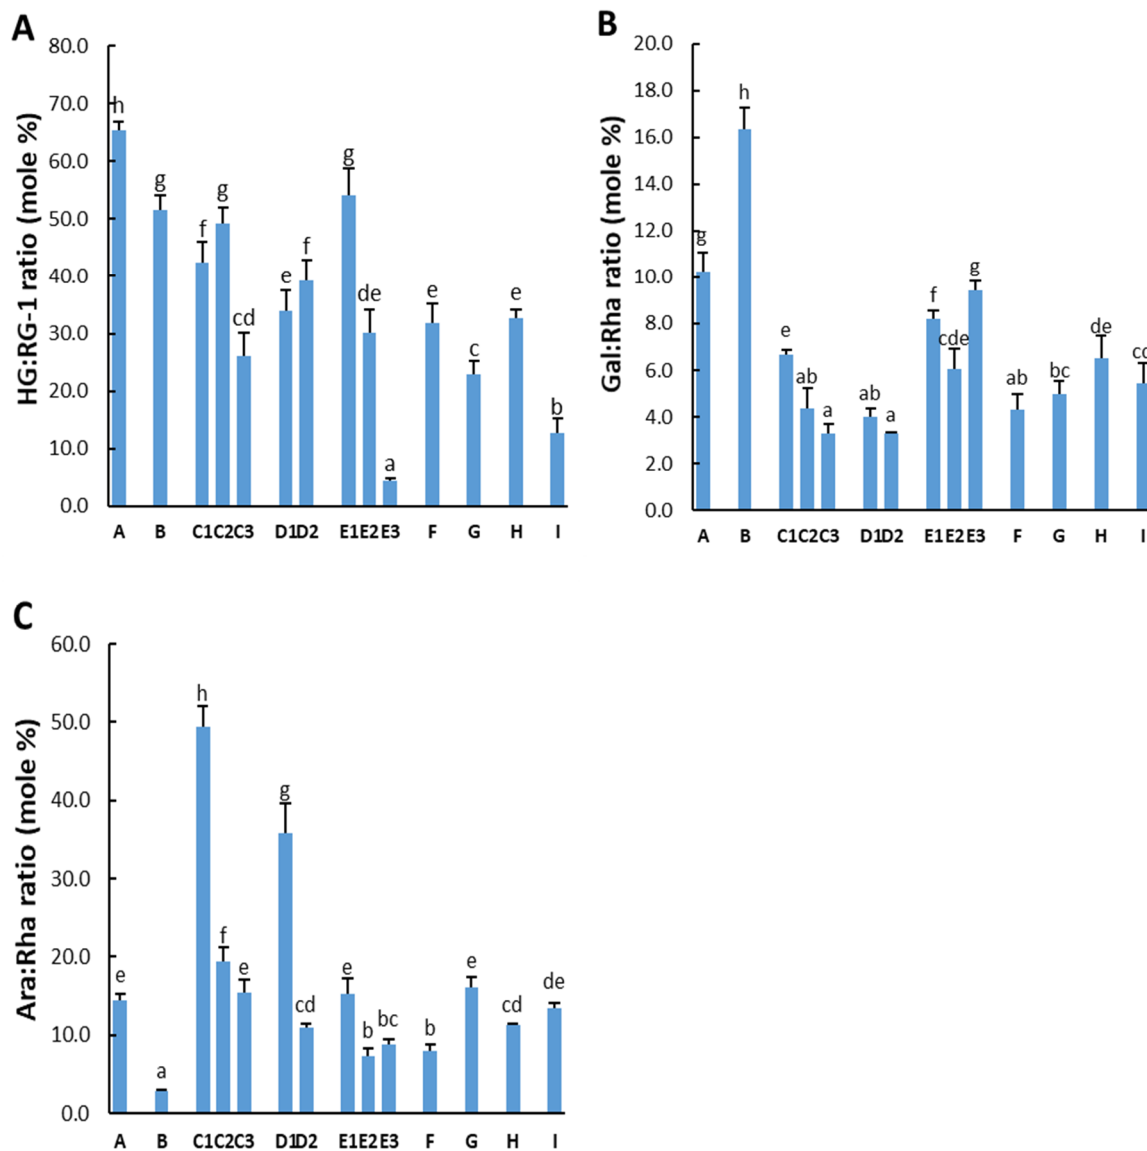 A
HG:RG-1 ratio (mole %)
80.0
70.0
60.0
50.0
40.0
30.0
20.0
10.0
0.0
h
g
f
g
cd
e
f
g
de
a
e
c
e
b
A B C1C2C3 D1D2 E1E2E3 F G H I
B
Gal:Rha ratio (mole %)
20.0
18.0
16.0
14.0
12.0
10.0
8.0
6.0
4.0
2.0
0.0
g
h
e
ab
a
ab
a
f
cde
g
ab
bc
de
A B C1C2C3 D1D2 E1E2E3 F G H I
C
Ara:Rha ratio (mole %)
60.0
50.0
40.0
30.0
20.0
10.0
0.0
e
a
h
f
e
g
cd
e
b
bc
b
e
cd
de
A B C1C2C3 D1D2 E1E2E3 F G H I